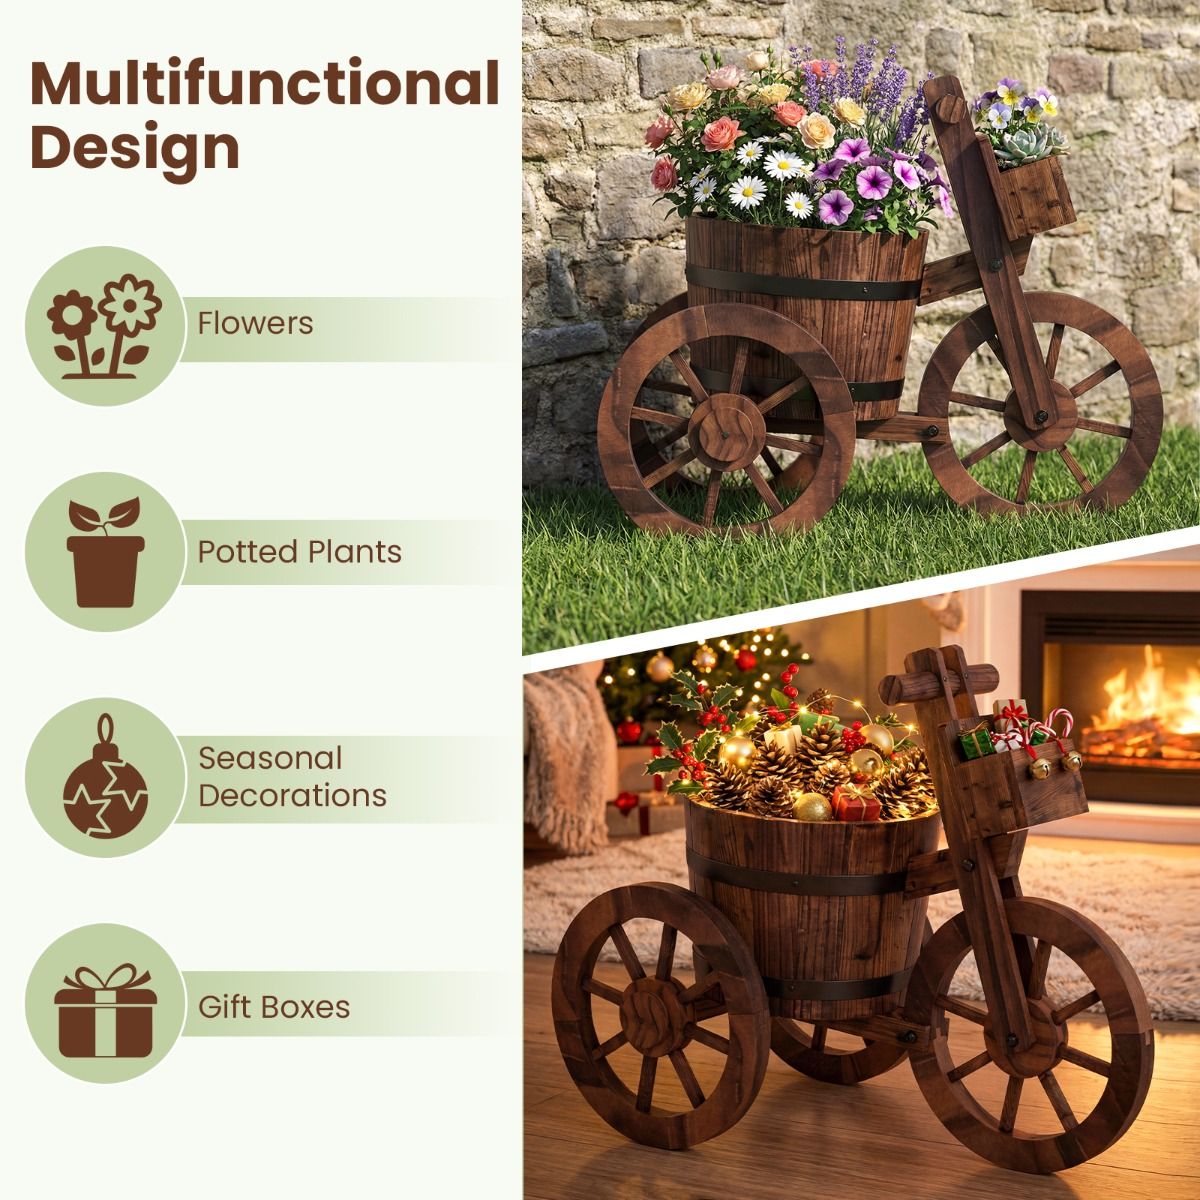 Multifunctional
Design
Flowers
Potted Plants
Seasonal
Decorations
Gift Boxes